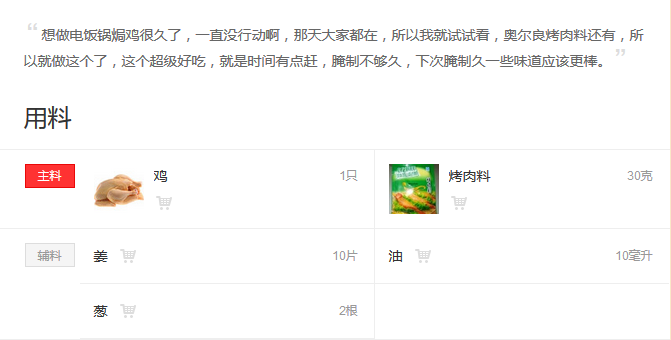 “想做电饭锅焗鸡很久了，一直没行动啊，那天大家都在，所以我就试试看，奥尔良烤肉料还有，所
以就做这个了，这个超级好吃，就是时间有点赶，腌制不够久，下次腌制久一些味道应该更棒。”
用料
主料 鸡 1只 烤肉料 30克
辅料 姜 10片 油 10毫升
葱 2根